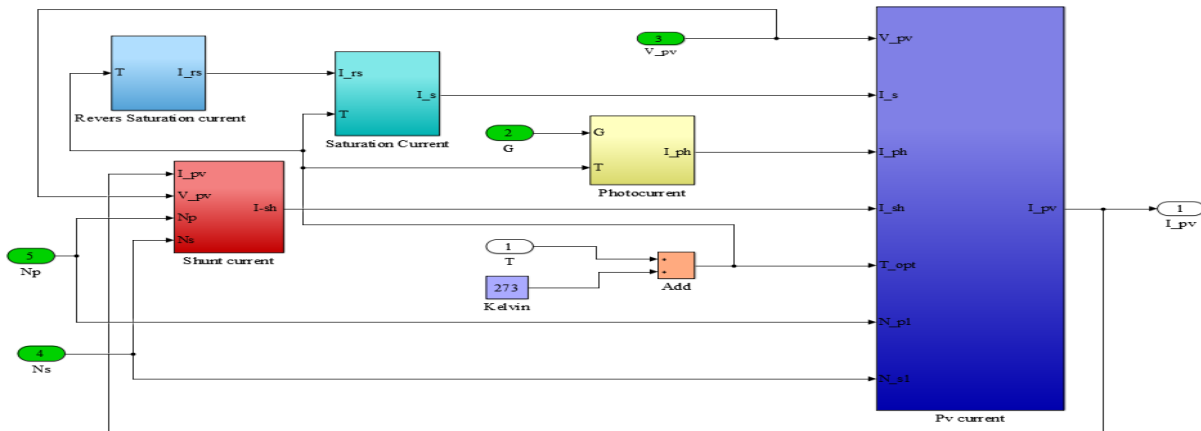 3
V_pv
V_pv
T
I_rs
Revers Saturation current
I_rs
T
I_s
Saturation Current
I_s
2
G
G
T
I_ph
Photocurrent
I_ph
I_pv
V_pv
Np
Ns
I-sh
Shunt current
I_sh
I_pv
1
I_pv
5
Np
1
T
273
Kelvin
+
+
Add
T_opt
N_p1
4
Ns
N_s1
Pv current